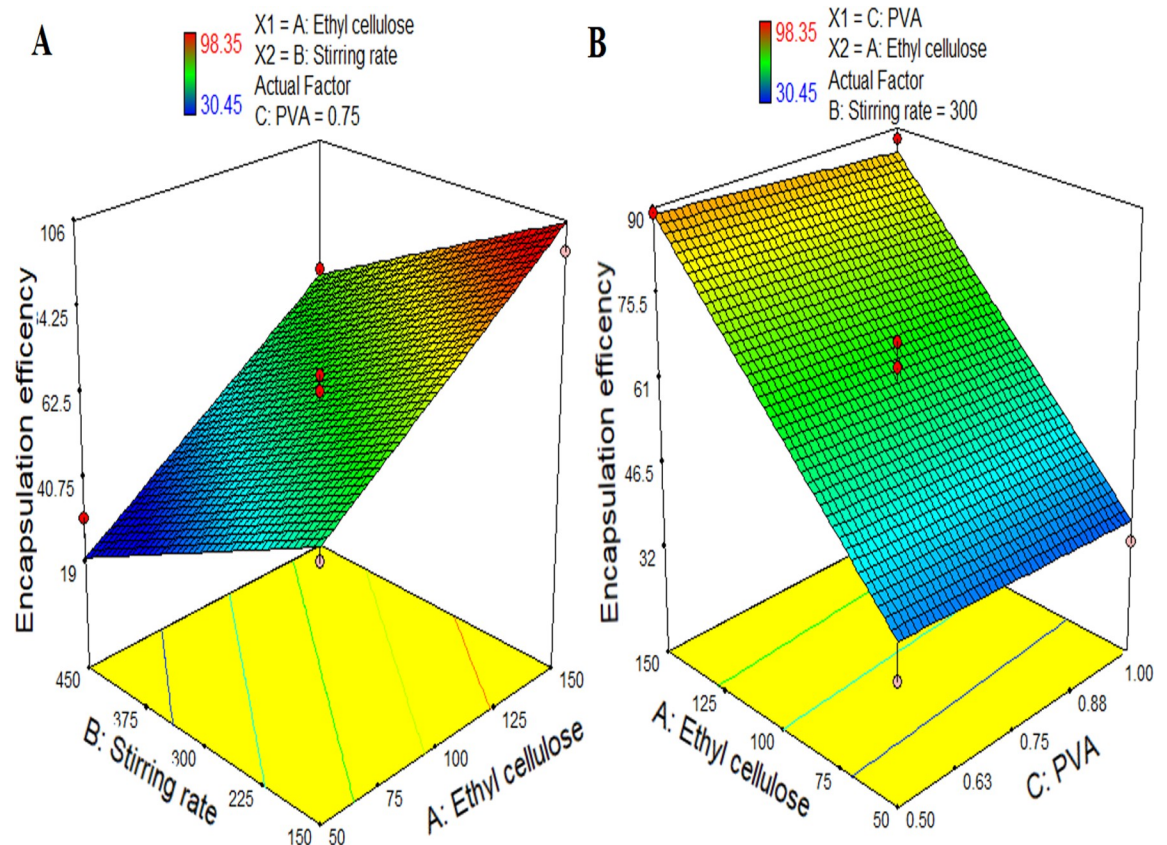 A
98.35
30.45
X1 = A: Ethyl cellulose
X2 = B: Stirring rate
Actual Factor
C: PVA = 0.75
106
4.25
62.5
40.75
19
Encapsulation efficency
450
375
300
225
150
B: Stirring rate
50
75
100
125
150
A: Ethyl cellulose
B
98.35
30.45
X1 = C: PVA
X2 = A: Ethyl cellulose
Actual Factor
B: Stirring rate = 300
90
75.5
61
46.5
32
Encapsulation efficency
150
125
100
75
50
A: Ethyl cellulose
0.50
0.63
0.75
0.88
1.00
C: PVA